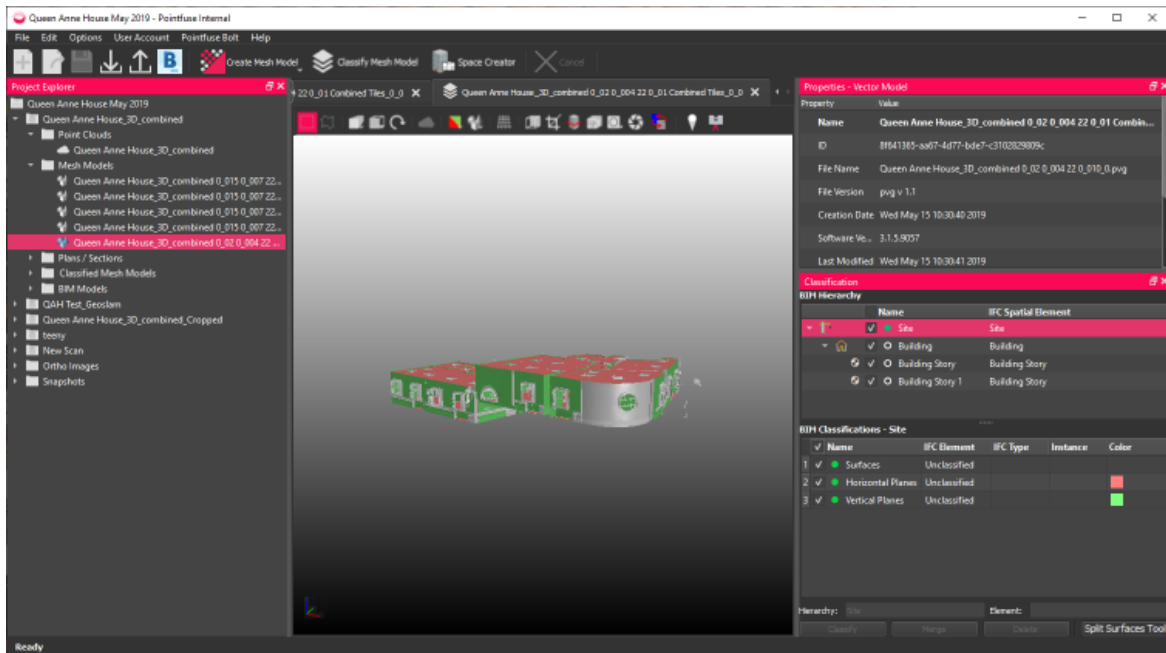 Queen Anne House May 2019 - Pointfuse Internal
File Edit Options User Account Pointfuse Bolt Help
B Create Mesh Model Classify Mesh Model Space Creator Cancel
Project Explorer
Queen Anne House May 2019
Queen Anne House_3D_combined
Point Clouds
Queen Anne House_3D_combined
Mesh Models
Queen Anne House_3D_combined 0_015 0_007 22...
Queen Anne House_3D_combined 0_015 0_007 22...
Queen Anne House_3D_combined 0_015 0_007 22...
Queen Anne House_3D_combined 0_015 0_007 22...
Queen Anne House_3D_combined 0_02 0_004 22 ...
Plans / Sections
Classified Mesh Models
BIM Models
QAH Test_Geoslam
Queen Anne House_3D_combined_Cropped
teeny
New Scan
Ortho Images
Snapshots
22 0_01 Combined Tiles_0_0
Queen Anne House_3D_combined 0_02 0_004 22 0_01 Combined Tiles_0_0
Properties - Vector Model
Property Value
Name Queen Anne House_3D_combined 0_02 0_004 22 0_01 Combin...
ID 8f641365-aa67-4d77-bde7-c3102829809c
File Name Queen Anne House_3D_combined 0_02 0_004 22 0_010_0.pvg
File Version pvg v 1.1
Creation Date Wed May 15 10:30:40 2019
Software Ve... 3.1.5.9057
Last Modified Wed May 15 10:30:41 2019
Classification
BIM Hierarchy
Name IFC Spatial Element
Site Site
Building Building
Building Story Building Story
Building Story 1 Building Story
BIM Classifications - Site
Name IFC Element IFC Type Instance Color
1 Surfaces Unclassified
2 Horizontal Planes Unclassified
3 Vertical Planes Unclassified
Hierarchy: Site Element:
Classify Merge Delete Split Surfaces Tool
Ready